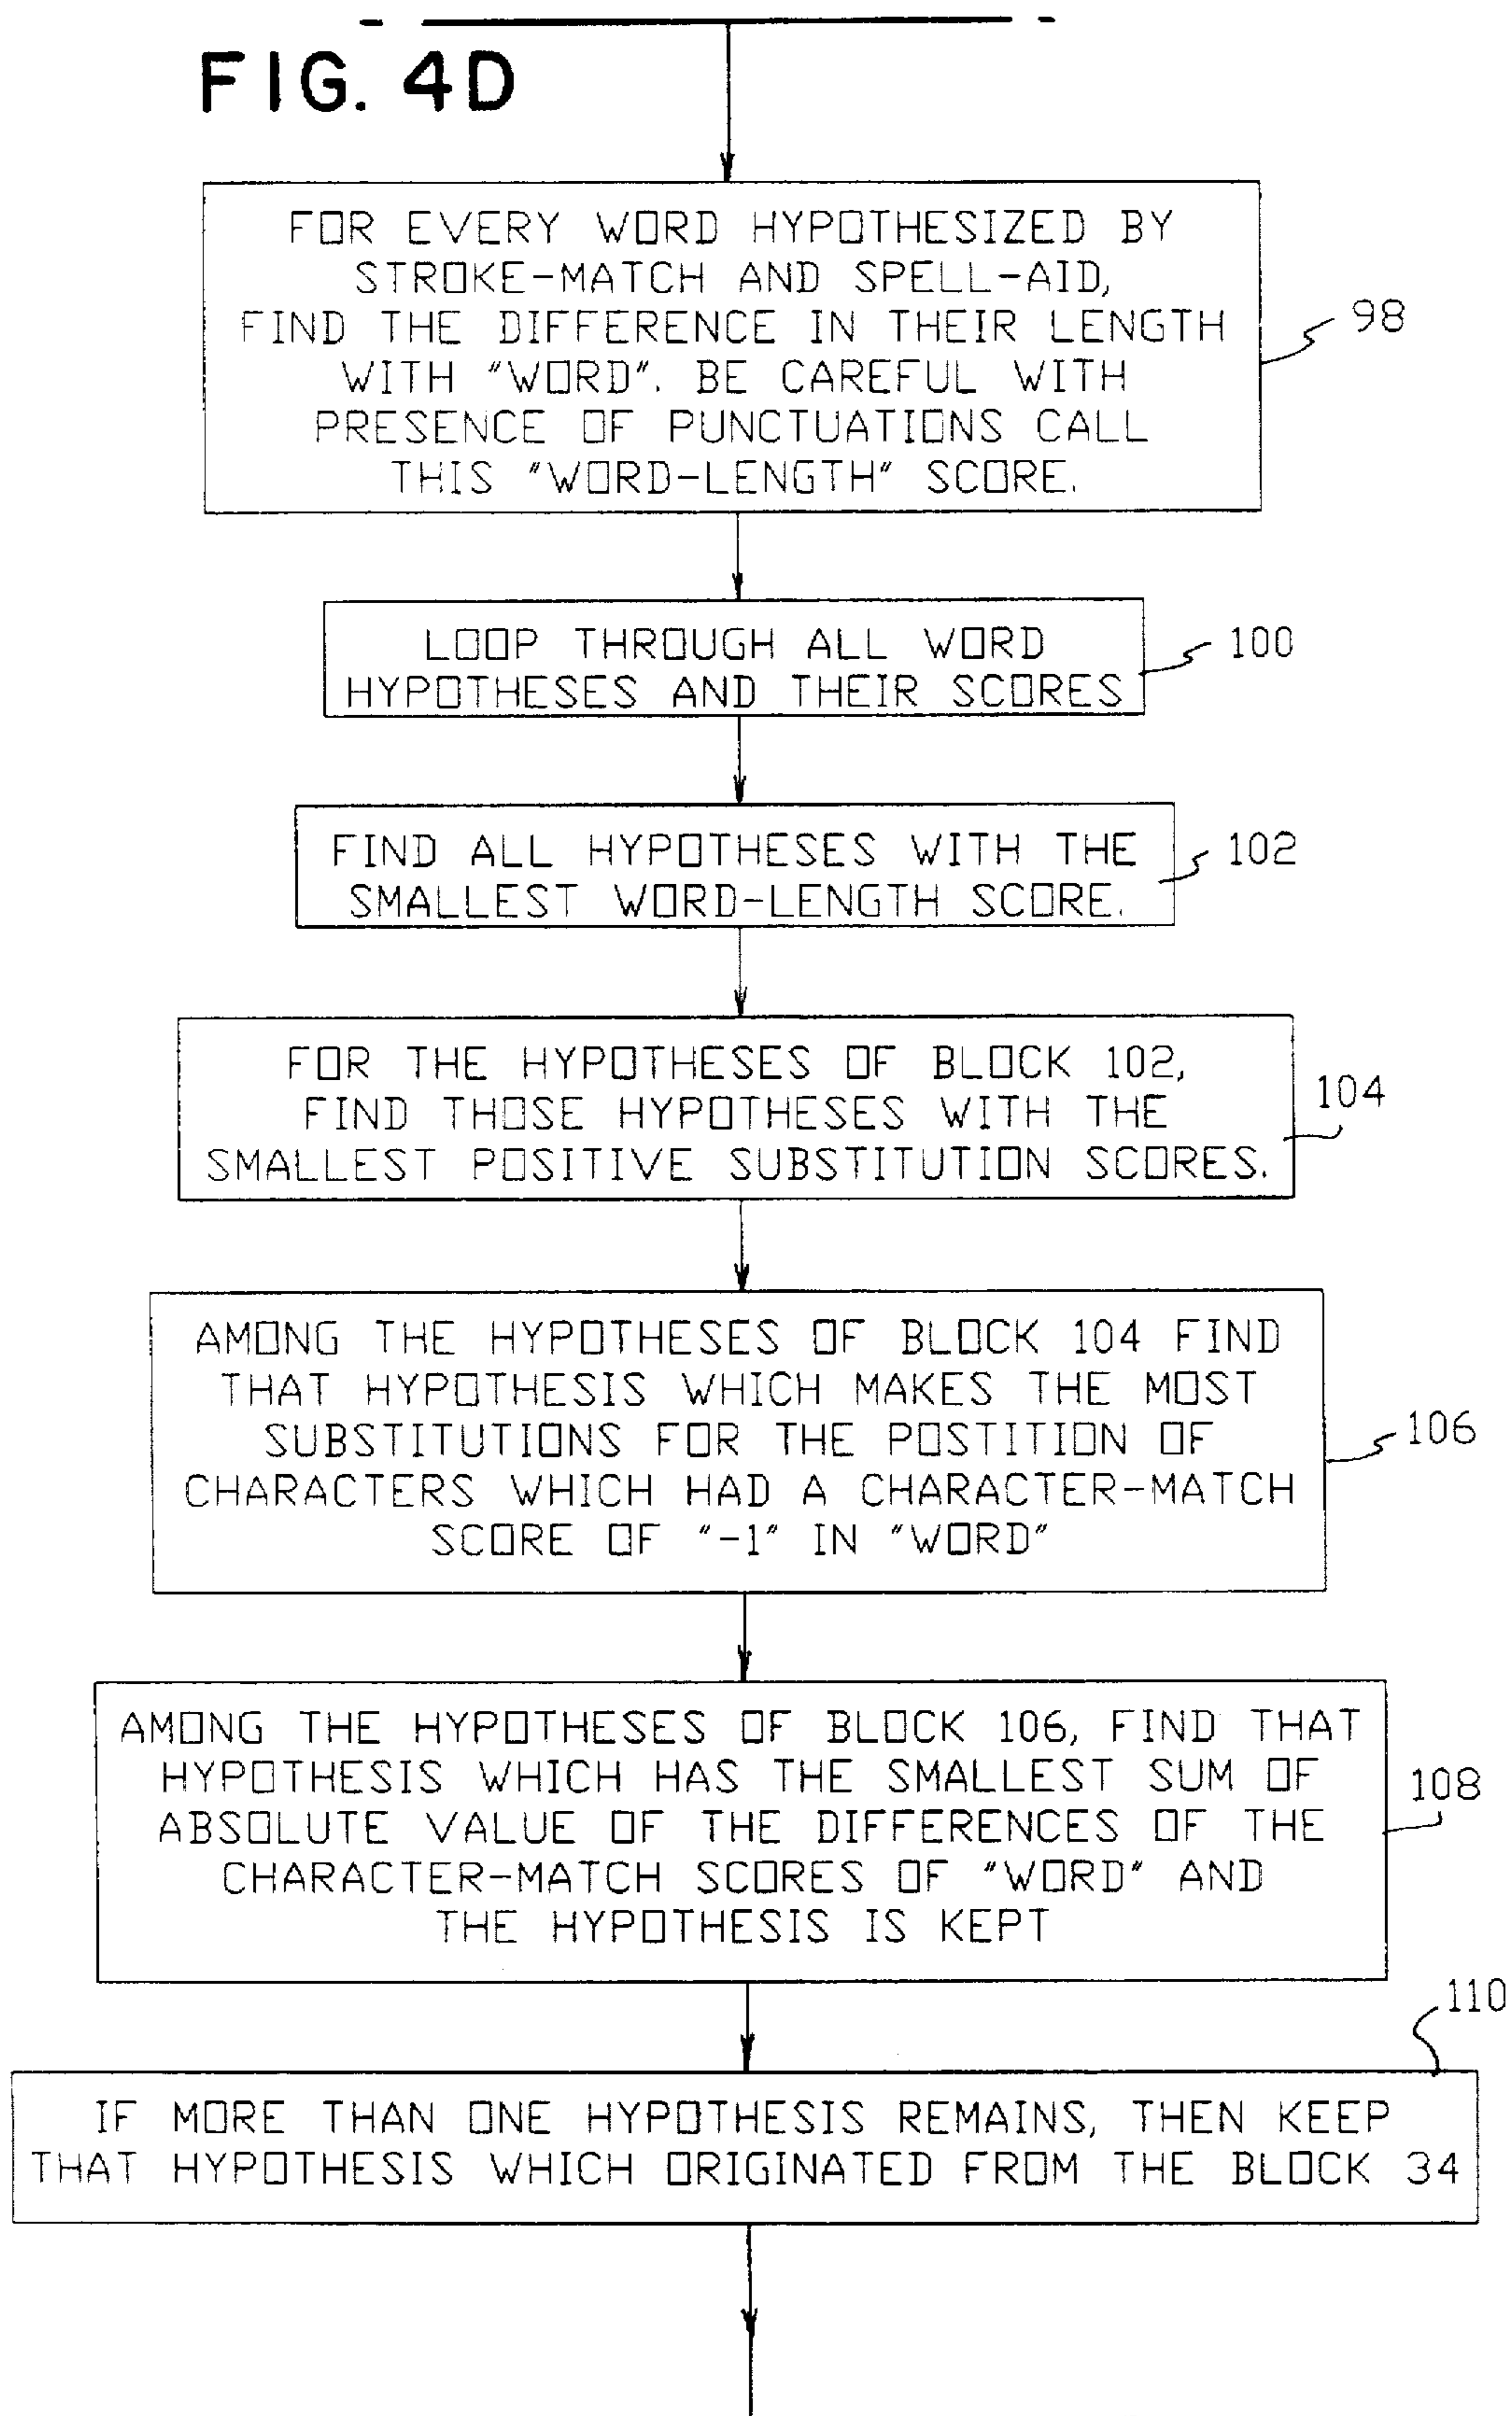 FIG. 4D
FOR EVERY WORD HYPOTHESIZED BY
STROKE-MATCH AND SPELL-AID,
FIND THE DIFFERENCE IN THEIR LENGTH
WITH "WORD". BE CAREFUL WITH
PRESENCE OF PUNCTUATIONS CALL
THIS "WORD-LENGTH" SCORE.
98
LOOP THROUGH ALL WORD
HYPOTHESES AND THEIR SCORES
100
FIND ALL HYPOTHESES WITH THE
SMALLEST WORD-LENGTH SCORE.
102
FOR THE HYPOTHESES OF BLOCK 102,
FIND THOSE HYPOTHESES WITH THE
SMALLEST POSITIVE SUBSTITUTION SCORES.
104
AMONG THE HYPOTHESES OF BLOCK 104 FIND
THAT HYPOTHESIS WHICH MAKES THE MOST
SUBSTITUTIONS FOR THE POSTITION OF
CHARACTERS WHICH HAD A CHARACTER-MATCH
SCORE OF "-1" IN "WORD"
106
AMONG THE HYPOTHESES OF BLOCK 106, FIND THAT
HYPOTHESIS WHICH HAS THE SMALLEST SUM OF
ABSOLUTE VALUE OF THE DIFFERENCES OF THE
CHARACTER-MATCH SCORES OF "WORD" AND
THE HYPOTHESIS IS KEPT
108
110
IF MORE THAN ONE HYPOTHESIS REMAINS, THEN KEEP
THAT HYPOTHESIS WHICH ORIGINATED FROM THE BLOCK 34